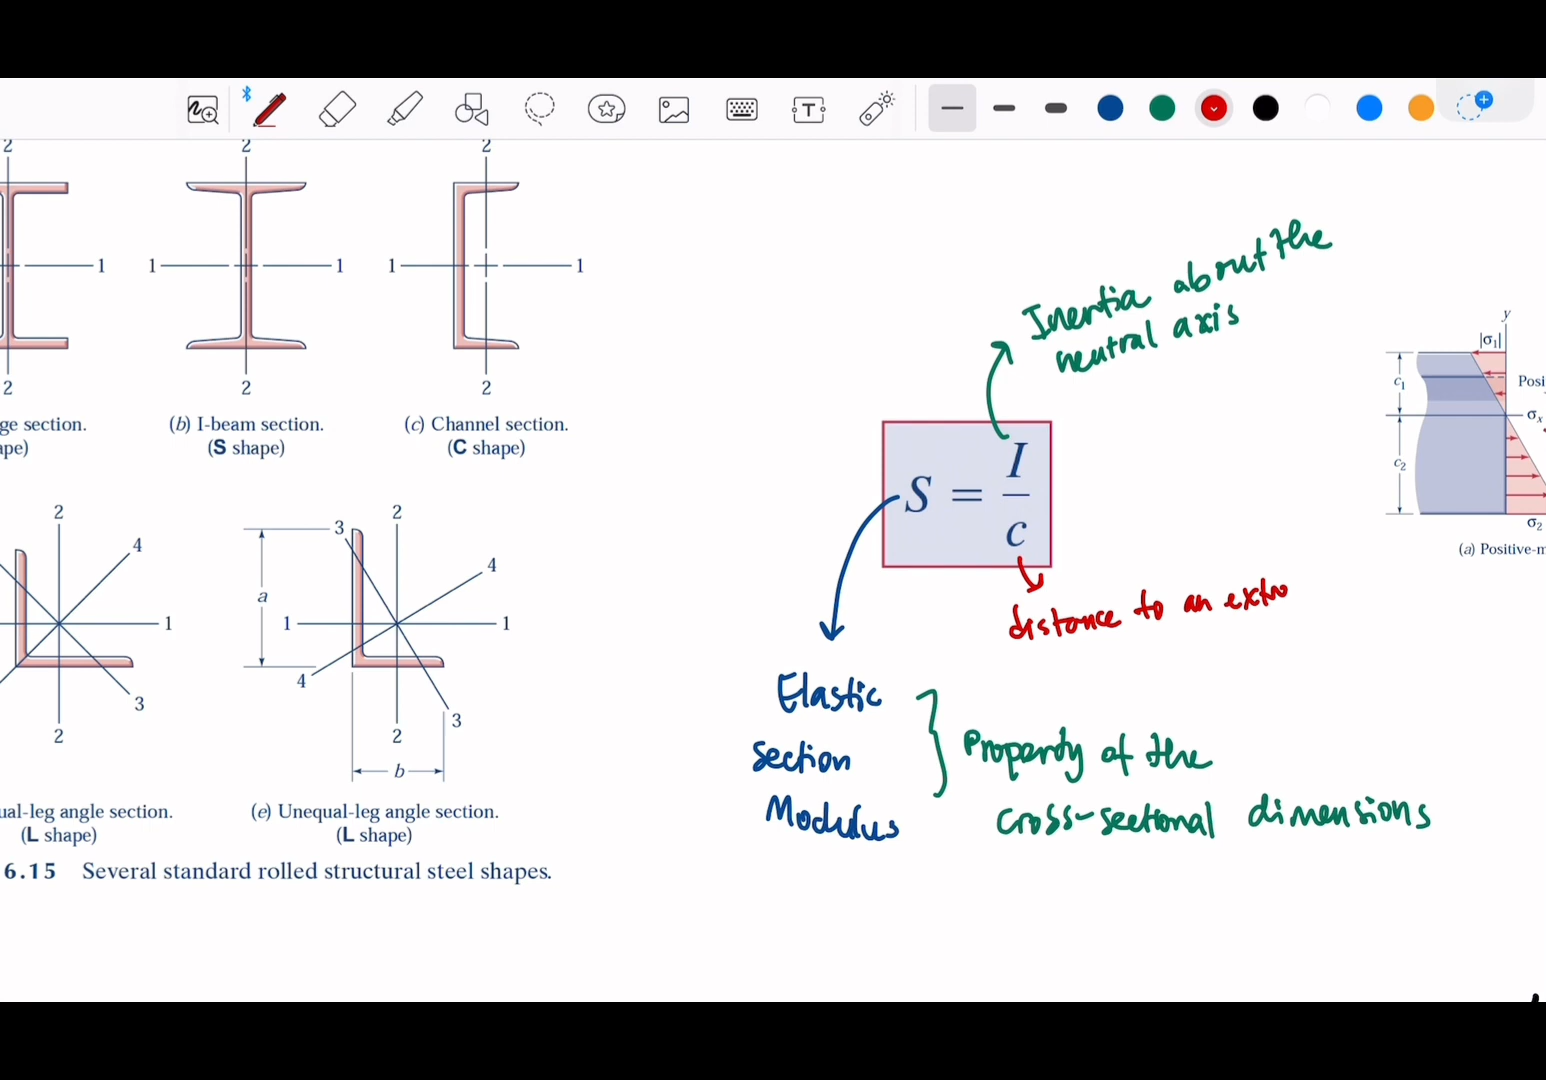 2 2 2
1 1 1 1 1
2 2 2
ge section. (b) I-beam section. (c) Channel section.
ape) (S shape) (C shape)
Inertia about the
neutral axis
S = I / c
distance to an extre
Elastic
Section
Modulus
Property of the
cross-sectional dimensions
y
|σ1|
c1 Posi
σx
c2
σ2
(a) Positive-m
2 4 1 3 2
3 2 4
a 1 1
4 3
2
b
ual-leg angle section. (e) Unequal-leg angle section.
(L shape) (L shape)
6.15 Several standard rolled structural steel shapes.
T